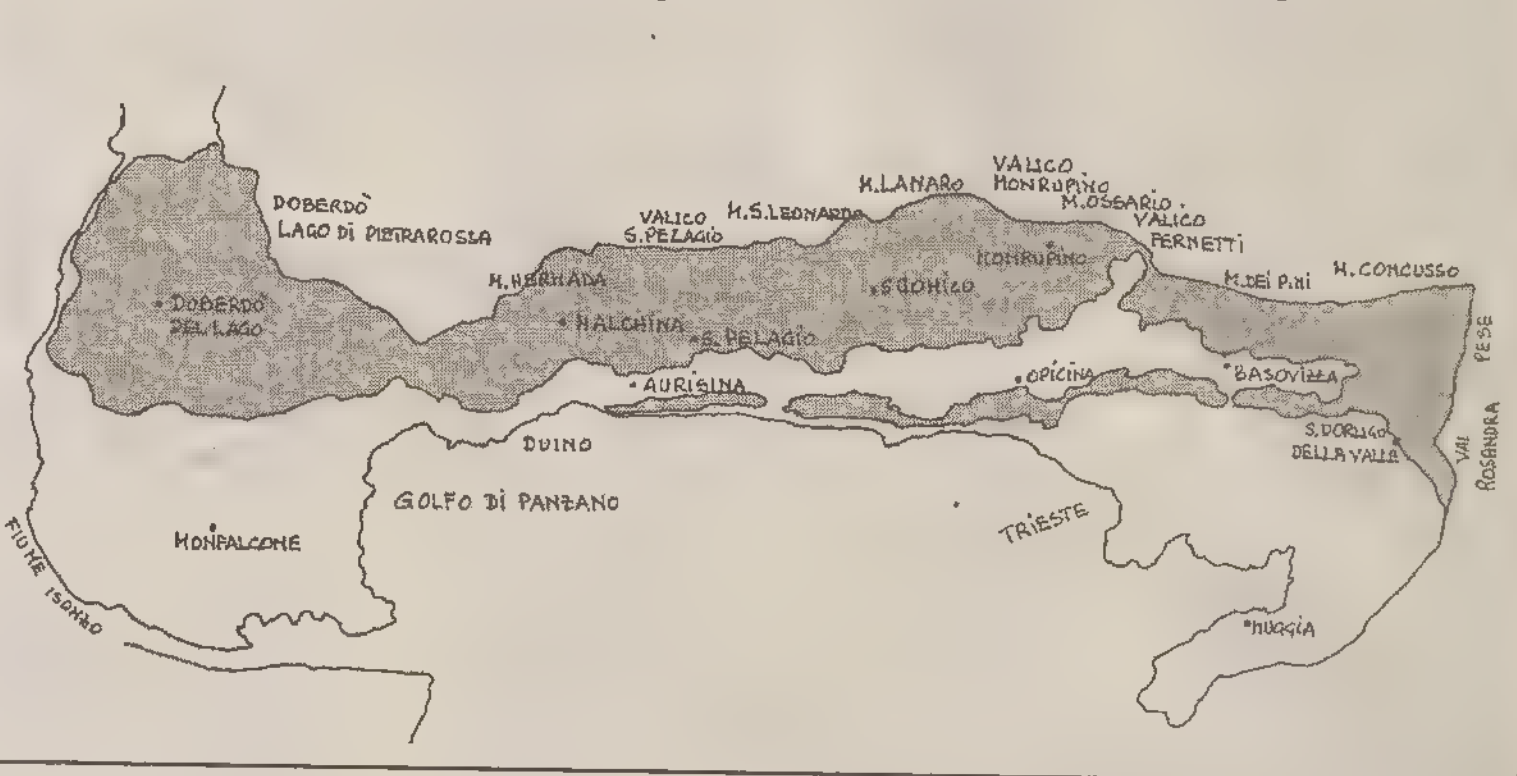 VALICO
MONRUPINO
M.LANARO
M.OSSARIO
VALICO
FERNETTI
DOBERDÒ
LAGO Di PIETRAROSSA
VALICO
S.PELAGIO
M.S.LEONARDO
M.HERMADA
MONRUPINO
M.DEI PiNi
M.CONCUSSO
DOBERDÒ
DEL LAGO
SGONICO
MALCHINA
S.PELAGIO
PESE
AURISINA
OPICINA
BASOVIZZA
DUINO
S.DORLIGO
DELLA VALLE
VAL
ROSANDRA
GOLFO Di PANZANO
TRIESTE
MONFALCONE
FIUME ISONZO
MUGGIA